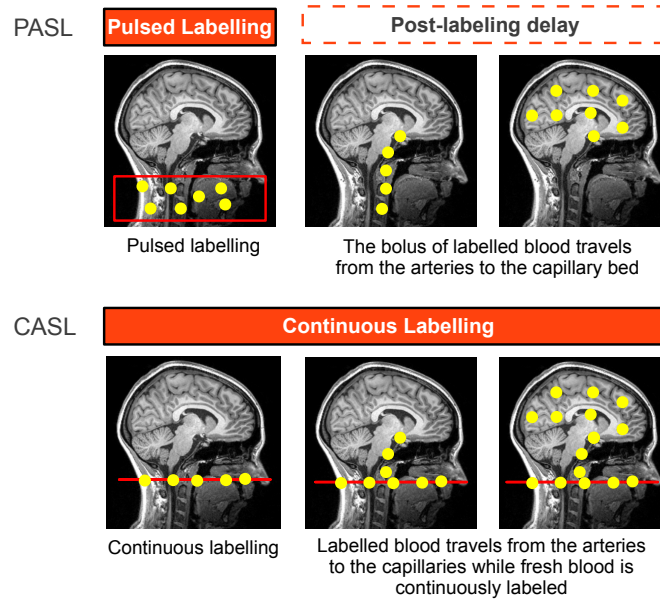 PASL
Pulsed Labelling
Post-labeling delay
Pulsed labelling
The bolus of labelled blood travels
from the arteries to the capillary bed
CASL
Continuous Labelling
Continuous labelling
Labelled blood travels from the arteries
to the capillaries while fresh blood is
continuously labeled